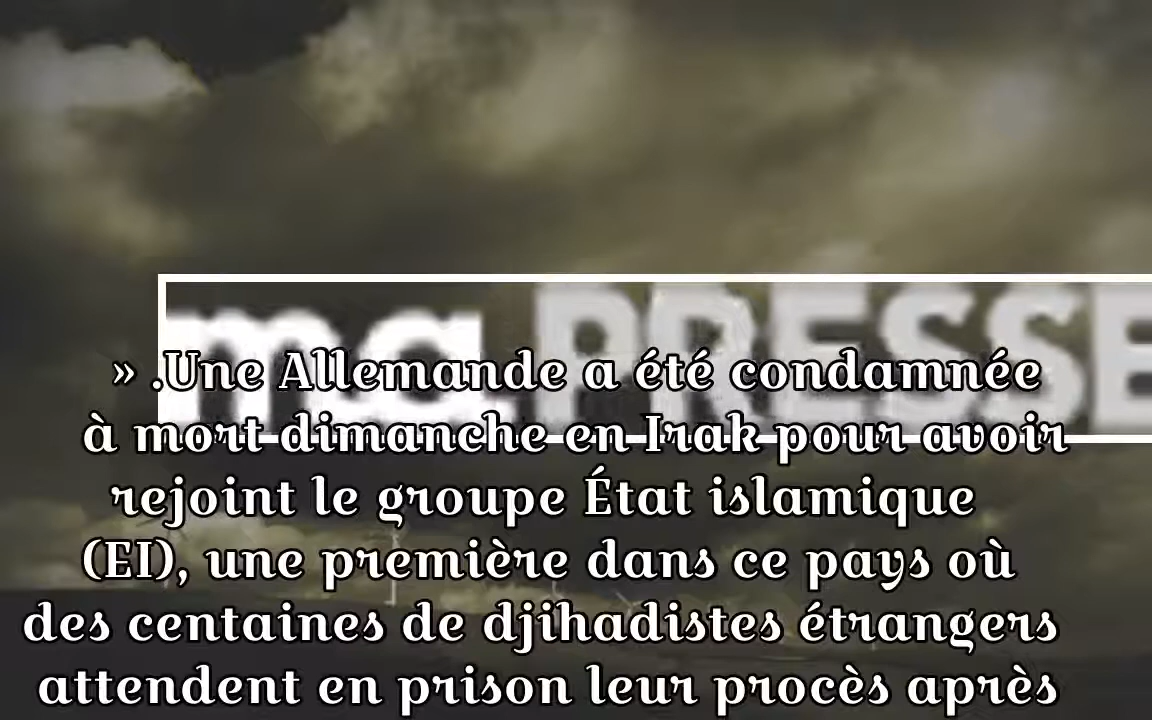 ma.PRESSE
» .Une Allemande a été condamnée
à mort dimanche en Irak pour avoir
rejoint le groupe État islamique
(EI), une première dans ce pays où
des centaines de djihadistes étrangers
attendent en prison leur procès après